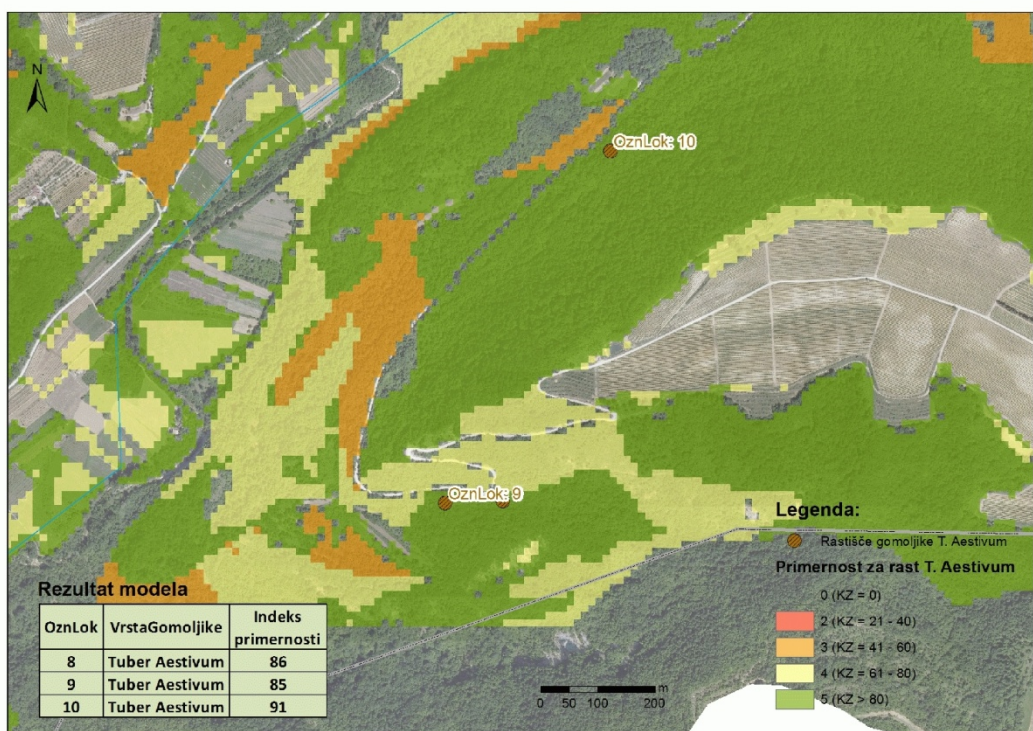 N
OznLok: 10
OznLok: 9
Rezultat modela
OznLok VrstaGomoljike Indeks primernosti
8 Tuber Aestivum 86
9 Tuber Aestivum 85
10 Tuber Aestivum 91
m
0 50 100 200
Legenda:
Rastišče gomoljike T. Aestivum
Primernost za rast T. Aestivum
0 (KZ = 0)
2 (KZ = 21 - 40)
3 (KZ = 41 - 60)
4 (KZ = 61 - 80)
5 (KZ > 80)